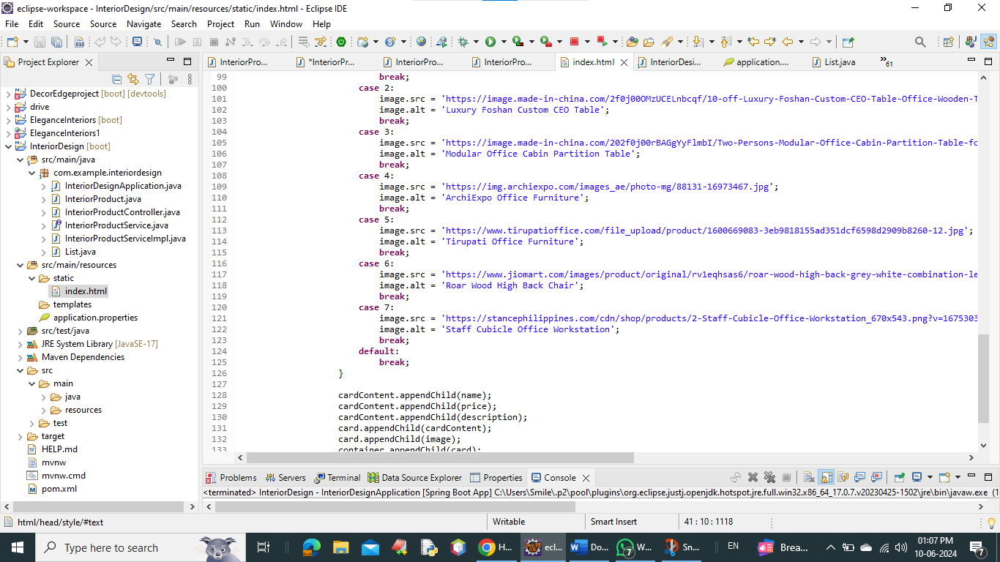 eclipse-workspace - InteriorDesign/src/main/resources/static/index.html - Eclipse IDE
File Edit Source Source Navigate Search Project Run Window Help
Project Explorer
InteriorPro...
*InteriorPr...
InteriorPro...
InteriorPro...
index.html
InteriorDesi...
application....
List.java
61
DecorEdgeproject [boot] [devtools]
drive
EleganceInteriors [boot]
EleganceInteriors1
InteriorDesign [boot]
src/main/java
com.example.interiordesign
InteriorDesignApplication.java
InteriorProduct.java
InteriorProductController.java
InteriorProductService.java
InteriorProductServiceImpl.java
List.java
src/main/resources
static
index.html
templates
application.properties
src/test/java
JRE System Library [JavaSE-17]
Maven Dependencies
src
main
java
resources
test
target
HELP.md
mvnw
mvnw.cmd
pom.xml
99 break;
100 case 2:
101 image.src = 'https://image.made-in-china.com/2f0j00OMzUCELnbcqf/10-off-Luxury-Foshan-Custom-CEO-Table-Office-Wooden-T
102 image.alt = 'Luxury Foshan Custom CEO Table';
103 break;
104 case 3:
105 image.src = 'https://image.made-in-china.com/202f0j00rBAGgYyFlmbI/Two-Persons-Modular-Office-Cabin-Partition-Table-fo
106 image.alt = 'Modular Office Cabin Partition Table';
107 break;
108 case 4:
109 image.src = 'https://img.archiexpo.com/images_ae/photo-mg/88131-16973467.jpg';
110 image.alt = 'ArchiExpo Office Furniture';
111 break;
112 case 5:
113 image.src = 'https://www.tirupatioffice.com/file_upload/product/1600669083-3eb9818155ad351dcf6598d2909b8260-12.jpg';
114 image.alt = 'Tirupati Office Furniture';
115 break;
116 case 6:
117 image.src = 'https://www.jiomart.com/images/product/original/rv1eqhsas6/roar-wood-high-back-grey-white-combination-le
118 image.alt = 'Roar Wood High Back Chair';
119 break;
120 case 7:
121 image.src = 'https://stancephilippines.com/cdn/shop/products/2-Staff-Cubicle-Office-Workstation_670x543.png?v=1675303
122 image.alt = 'Staff Cubicle Office Workstation';
123 break;
124 default:
125 break;
126 }
127
128 cardContent.appendChild(name);
129 cardContent.appendChild(price);
130 cardContent.appendChild(description);
131 card.appendChild(cardContent);
132 card.appendChild(image);
133 container.appendChild(card);
Problems Servers Terminal Data Source Explorer Properties Console
<terminated> InteriorDesign - InteriorDesignApplication [Spring Boot App] C:\Users\Smile\.p2\pool\plugins\org.eclipse.justj.openjdk.hotspot.jre.full.win32.x86_64_17.0.7.v20230425-1502\jre\bin\javaw.exe (1
html/head/style/#text
Writable
Smart Insert
41 : 10 : 1118
Type here to search
H...
ecl...
Do...
7
W...
Sn...
EN
Brea...
01:07 PM
10-06-2024
7